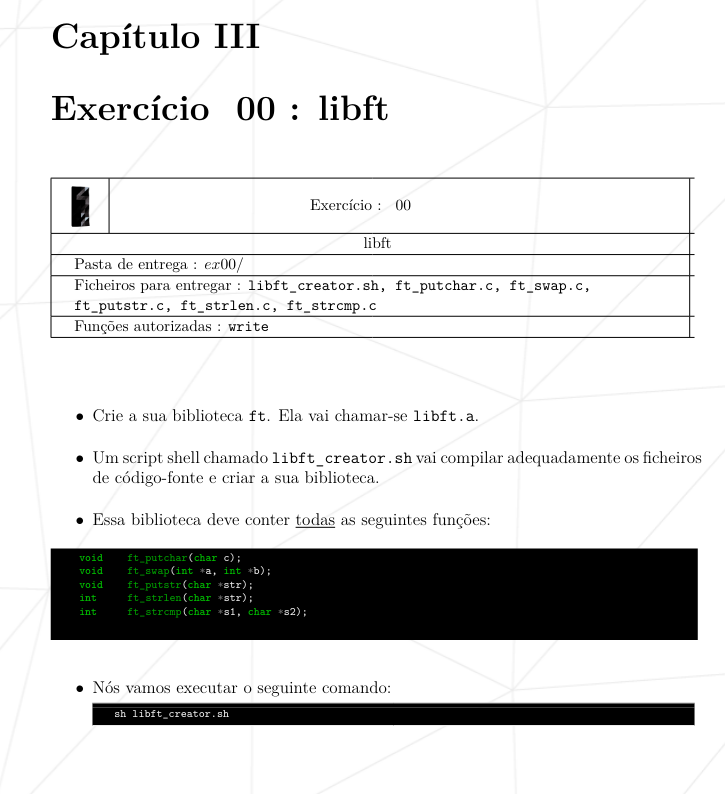 Capítulo III
Exercício 00 : libft
Exercício : 00
libft
Pasta de entrega : ex00/
Ficheiros para entregar : libft_creator.sh, ft_putchar.c, ft_swap.c,
ft_putstr.c, ft_strlen.c, ft_strcmp.c
Funções autorizadas : write
• Crie a sua biblioteca ft. Ela vai chamar-se libft.a.
• Um script shell chamado libft_creator.sh vai compilar adequadamente os ficheiros
de código-fonte e criar a sua biblioteca.
• Essa biblioteca deve conter todas as seguintes funções:
void ft_putchar(char c);
void ft_swap(int *a, int *b);
void ft_putstr(char *str);
int ft_strlen(char *str);
int ft_strcmp(char *s1, char *s2);
• Nós vamos executar o seguinte comando:
sh libft_creator.sh